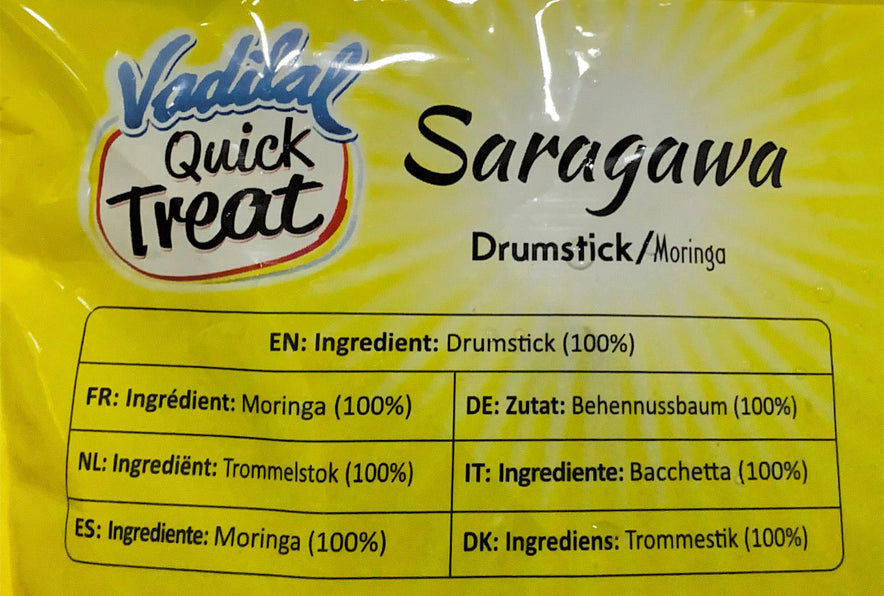 Vadilal
Quick
Treat
Saragawa
Drumstick/Moringa
EN: Ingredient: Drumstick (100%)
FR: Ingrédient: Moringa (100%)
DE: Zutat: Behennussbaum (100%)
NL: Ingrediënt: Trommelstok (100%)
IT: Ingrediente: Bacchetta (100%)
ES: Ingrediente: Moringa (100%)
DK: Ingrediens: Trommestik (100%)